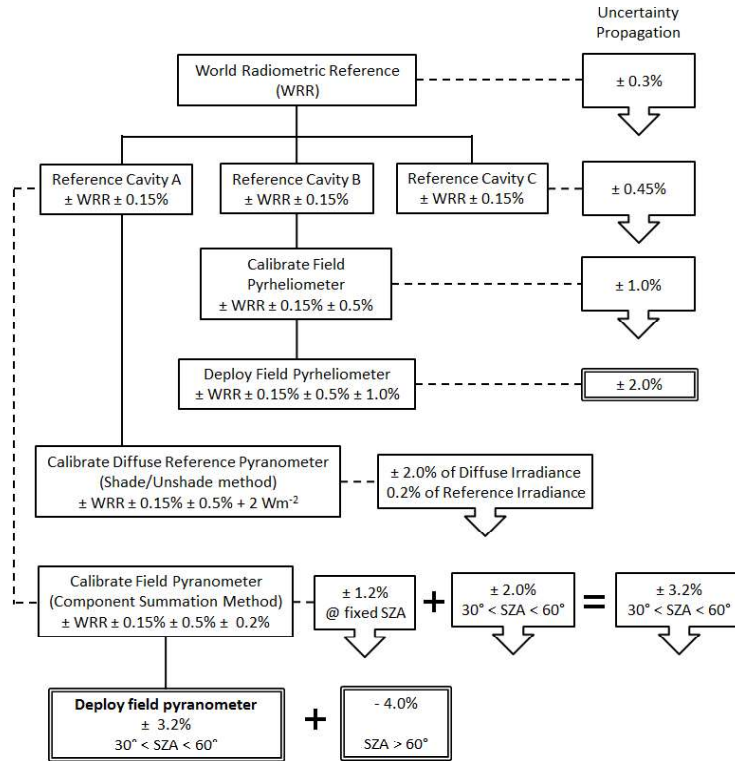 Uncertainty
Propagation
World Radiometric Reference
(WRR)
± 0.3%
Reference Cavity A
± WRR ± 0.15%
Reference Cavity B
± WRR ± 0.15%
Reference Cavity C
± WRR ± 0.15%
± 0.45%
Calibrate Field
Pyrheliometer
± WRR ± 0.15% ± 0.5%
± 1.0%
Deploy Field Pyrheliometer
± WRR ± 0.15% ± 0.5% ± 1.0%
± 2.0%
Calibrate Diffuse Reference Pyranometer
(Shade/Unshade method)
± WRR ± 0.15% ± 0.5% + 2 Wm⁻²
± 2.0% of Diffuse Irradiance
0.2% of Reference Irradiance
Calibrate Field Pyranometer
(Component Summation Method)
± WRR ± 0.15% ± 0.5% ± 0.2%
± 1.2%
@ fixed SZA
+
± 2.0%
30° < SZA < 60°
=
± 3.2%
30° < SZA < 60°
Deploy field pyranometer
± 3.2%
30° < SZA < 60°
+
- 4.0%
SZA > 60°